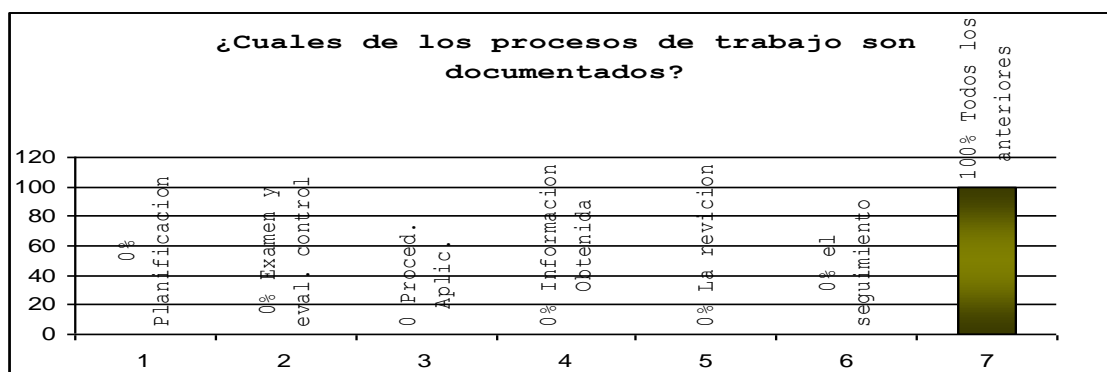 ¿Cuales de los procesos de trabajo son
documentados?
120
100
80
60
40
20
0
0%
Planificacion
0% Examen y
eval. control
0 Proced.
Aplic.
0% Informacion
Obtenida
0% La revicion
0% el
seguimiento
100% Todos los
anteriores
1 2 3 4 5 6 7